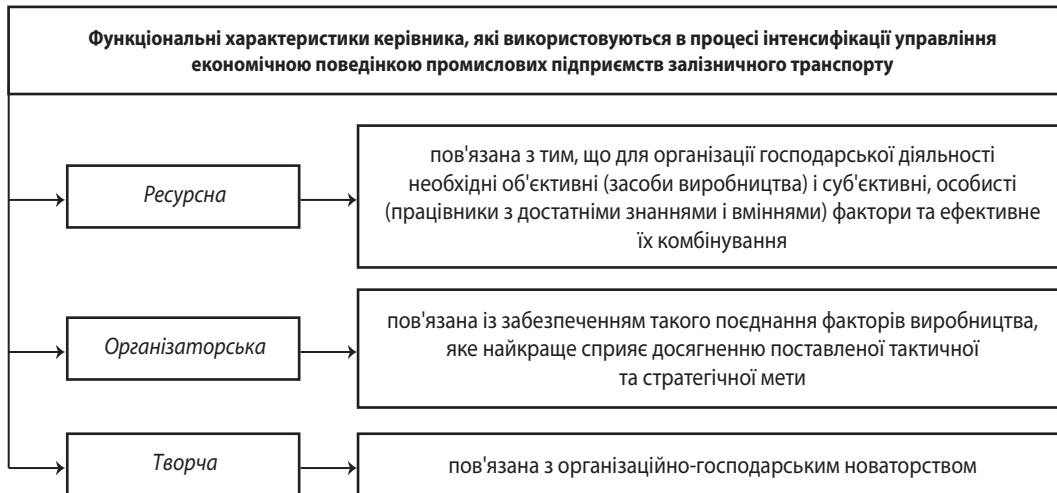 Функціональні характеристики керівника, які використовуються в процесі інтенсифікації управління
економічною поведінкою промислових підприємств залізничного транспорту
Ресурсна
пов'язана з тим, що для організації господарської діяльності
необхідні об'єктивні (засоби виробництва) і суб'єктивні, особисті
(працівники з достатніми знаннями і вміннями) фактори та ефективне
їх комбінування
Організаторська
пов'язана із забезпеченням такого поєднання факторів виробництва,
яке найкраще сприяє досягненню поставленої тактичної
та стратегічної мети
Творча
пов'язана з організаційно-господарським новаторством